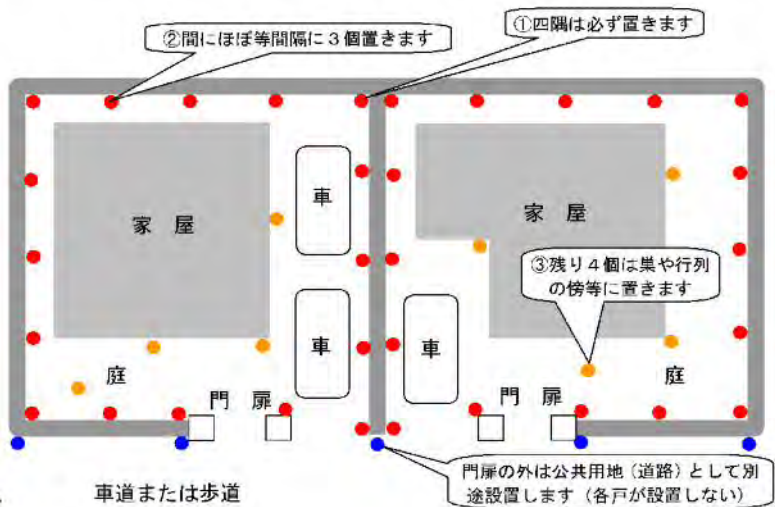 ②間にほぼ等間隔に3個置きます
①四隅は必ず置きます
家 屋
車
家 屋
③残り4個は巣や行列
の傍等に置きます
車
車
庭
門 扉
門 扉
庭
門扉の外は公共用地(道路)として別
途設置します(各戸が設置しない)
車道または歩道